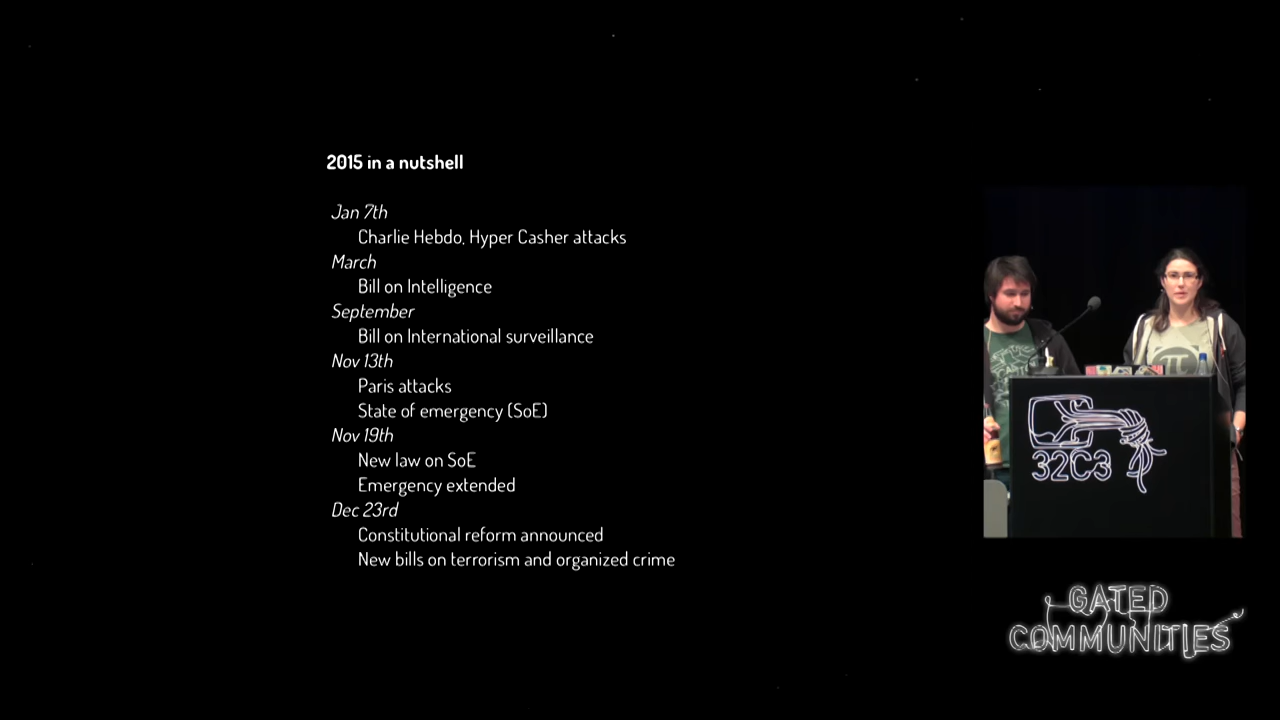 2015 in a nutshell
Jan 7th
Charlie Hebdo, Hyper Casher attacks
March
Bill on Intelligence
September
Bill on International surveillance
Nov 13th
Paris attacks
State of emergency (SoE)
Nov 19th
New law on SoE
Emergency extended
Dec 23rd
Constitutional reform announced
New bills on terrorism and organized crime
32C3
GATED
COMMUNITIES